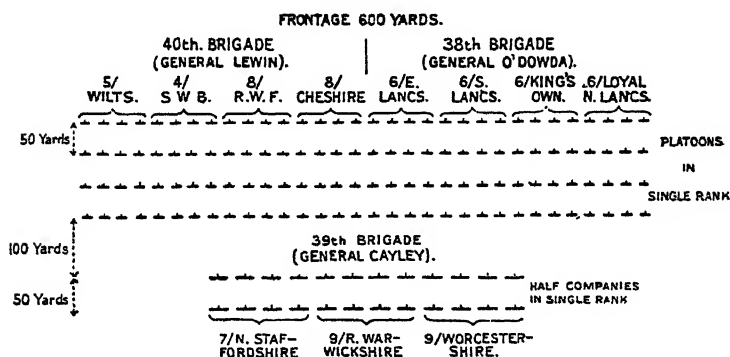 FRONTAGE 600 YARDS.
40th. BRIGADE
(GENERAL LEWIN).
38th BRIGADE
(GENERAL O'DOWDA).
5/
WILTS.
4/
S W B.
8/
R.W.F.
8/
CHESHIRE
6/E.
LANCS.
6/S.
LANCS.
6/KING'S
OWN.
6/LOYAL
N. LANCS.
50 Yards
PLATOONS
IN
SINGLE RANK
100 Yards
39th BRIGADE
(GENERAL CAYLEY).
50 Yards
HALF COMPANIES
IN SINGLE RANK
7/N. STAF-
FORDSHIRE
9/R. WAR-
WICKSHIRE
9/WORCESTER-
SHIRE.